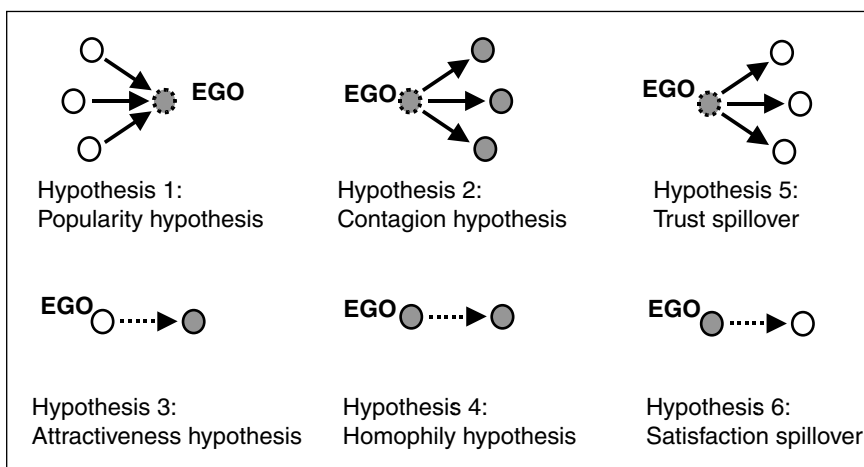 EGO
EGO
EGO
Hypothesis 1:
Popularity hypothesis
Hypothesis 2:
Contagion hypothesis
Hypothesis 5:
Trust spillover
EGO
EGO
EGO
Hypothesis 3:
Attractiveness hypothesis
Hypothesis 4:
Homophily hypothesis
Hypothesis 6:
Satisfaction spillover